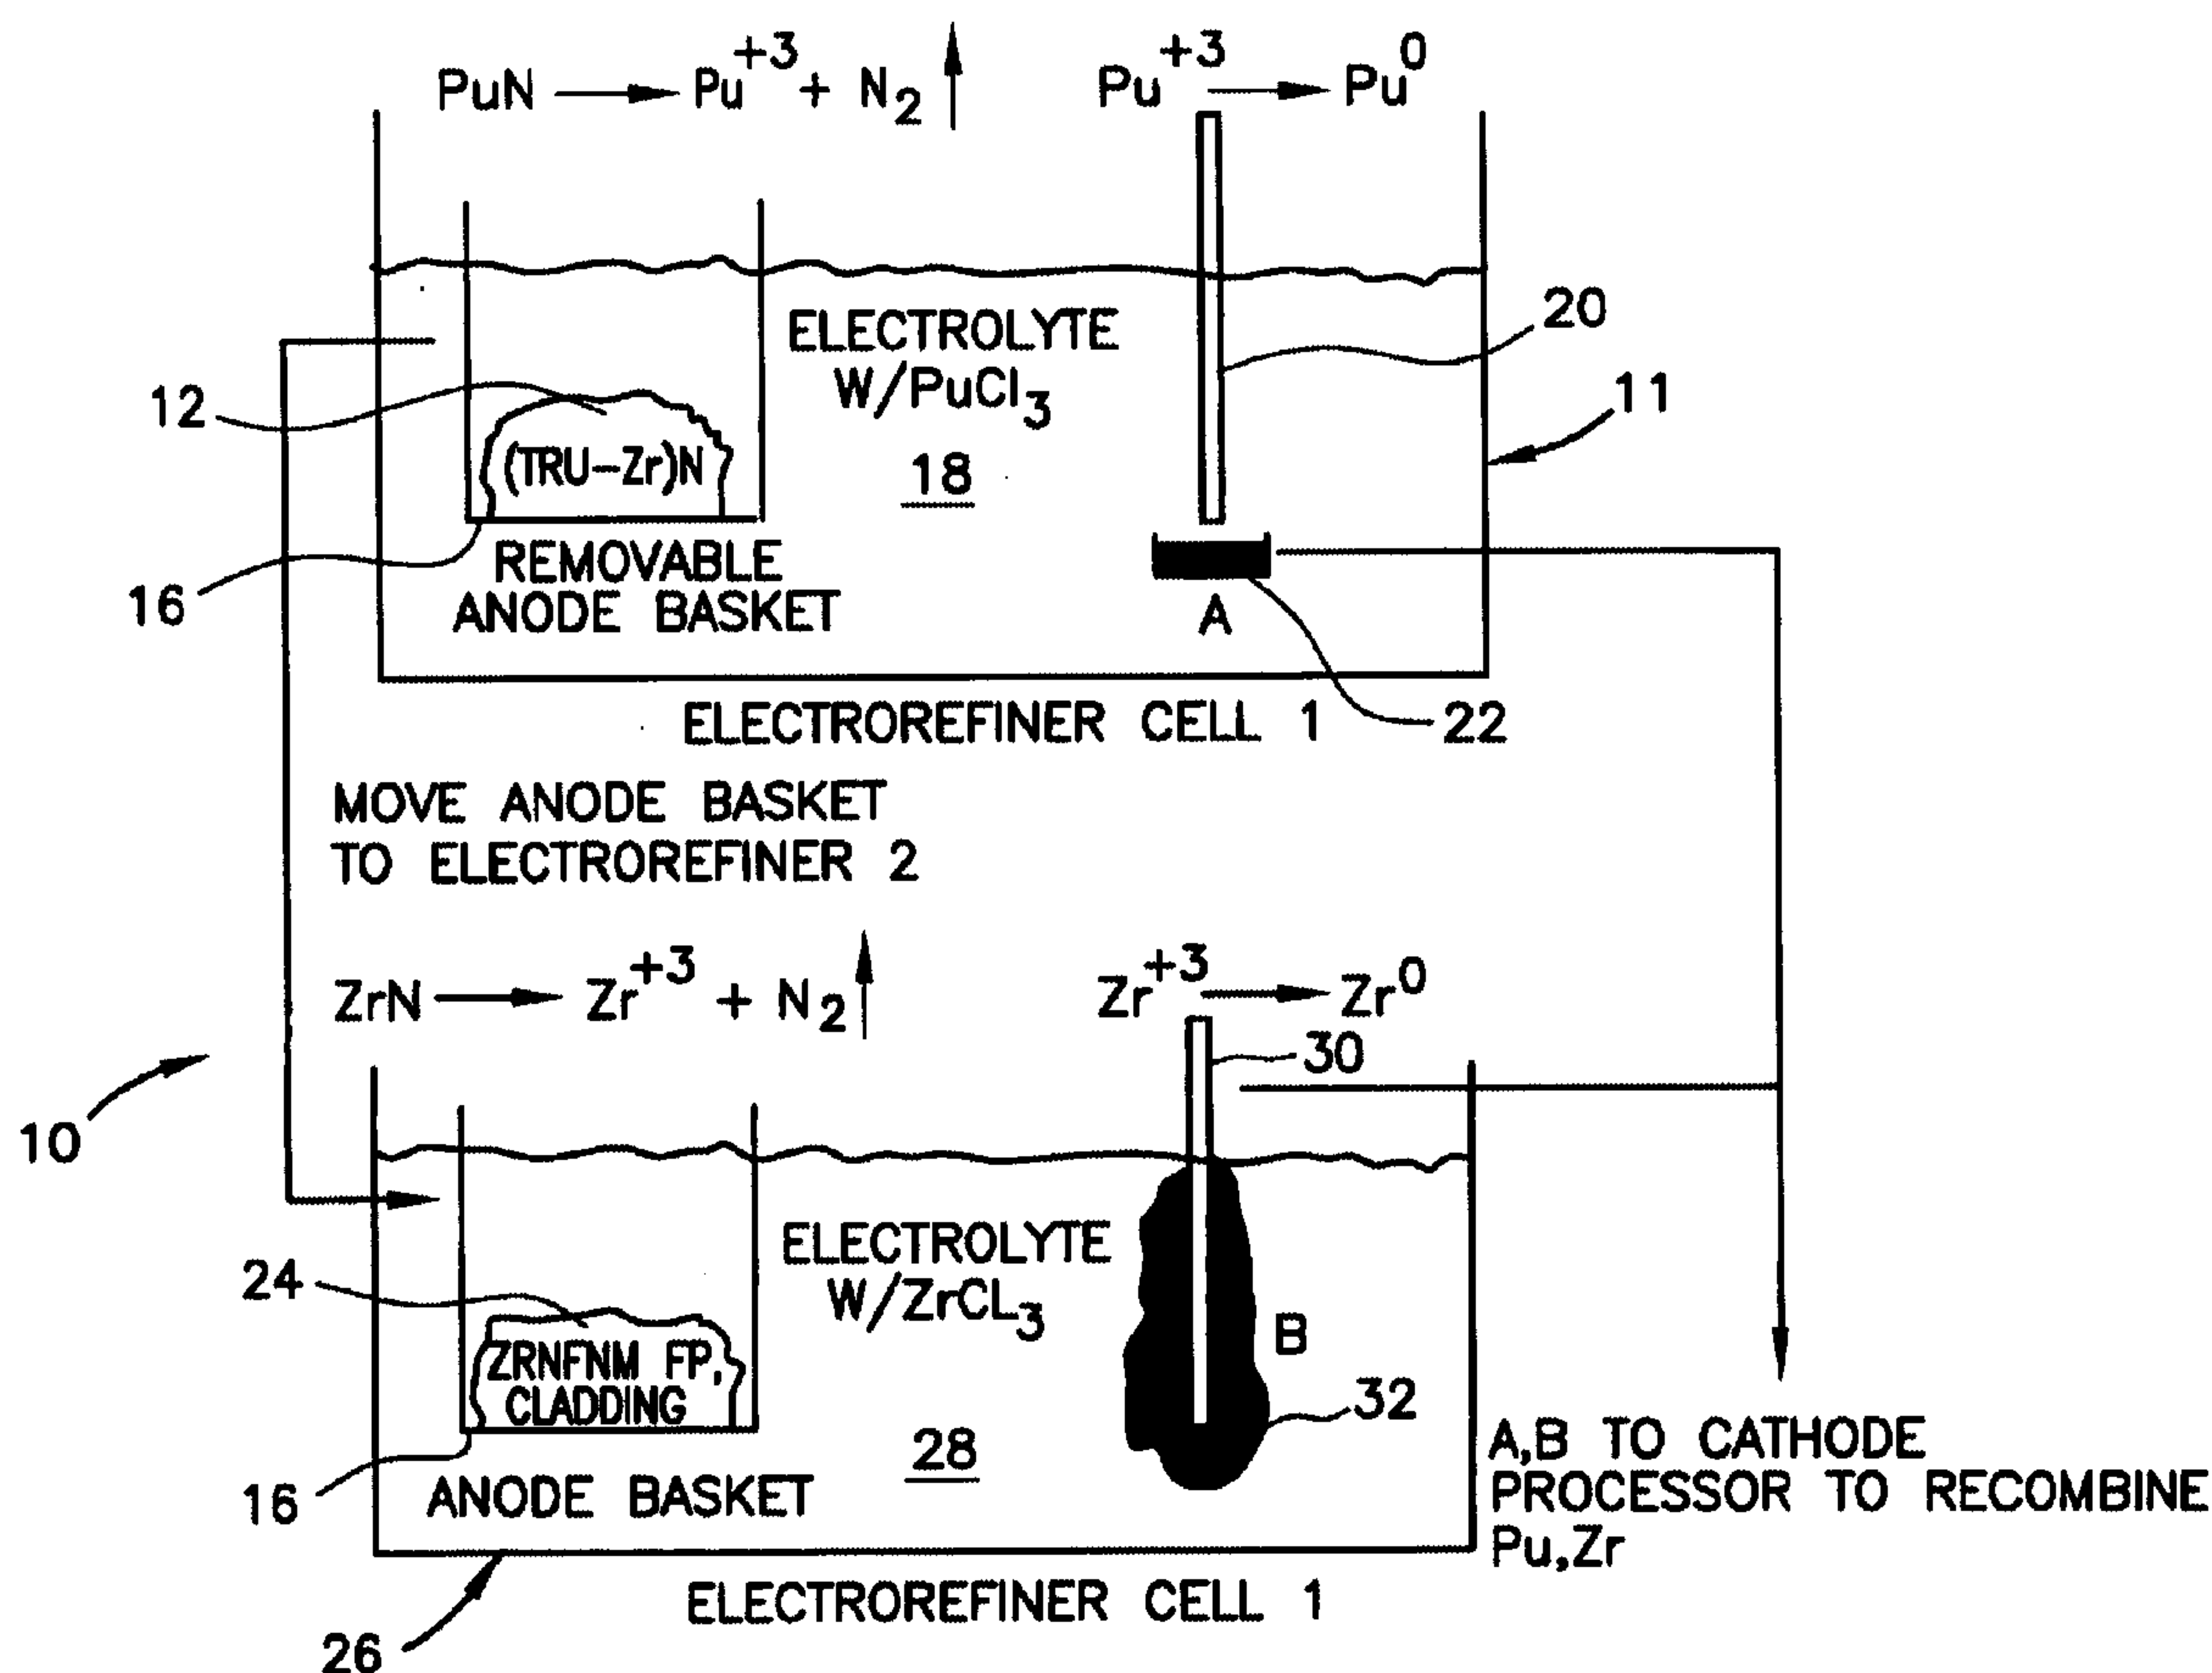 PuN → Pu+3 + N2 ↑
Pu+3 → Pu0
ELECTROLYTE
W/PuCl3
18
20
11
12
(TRU-Zr)N
16
REMOVABLE
ANODE BASKET
A
22
ELECTROREFINER CELL 1
MOVE ANODE BASKET
TO ELECTROREFINER 2
ZrN → Zr+3 + N2 ↑
Zr+3 → Zr0
30
10
ELECTROLYTE
W/ZrCL3
24
B
ZRNFNM FP,
CLADDING
32
28
16
ANODE BASKET
A,B TO CATHODE
PROCESSOR TO RECOMBINE
Pu,Zr
ELECTROREFINER CELL 1
26